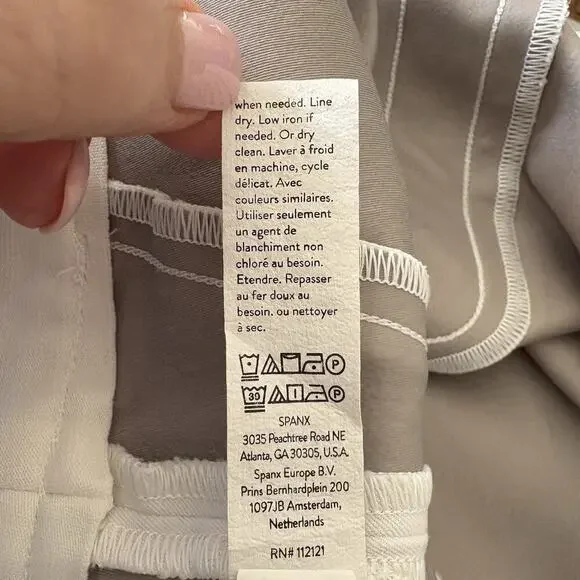 when needed. Line
dry. Low iron if
needed. Or dry
clean. Laver à froid
en machine, cycle
délicat. Avec
couleurs similaires.
Utiliser seulement
un agent de
blanchiment non
chloré au besoin.
Etendre. Repasser
au fer doux au
besoin. ou nettoyer
à sec.
P
30 P
SPANX
3035 Peachtree Road NE
Atlanta, GA 30305, U.S.A.
Spanx Europe B.V.
Prins Bernhardplein 200
1097JB Amsterdam,
Netherlands
RN# 112121